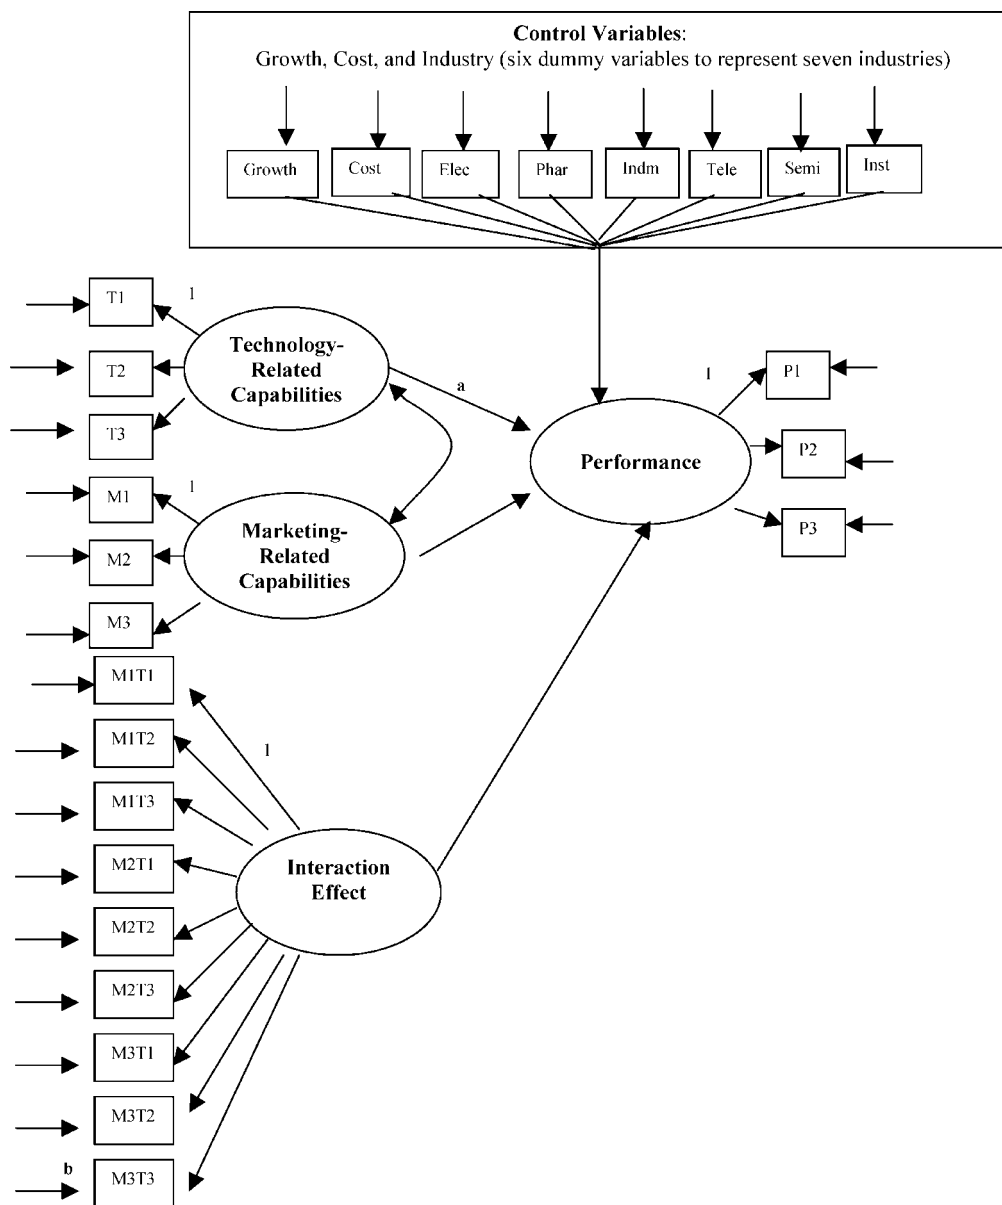 Control Variables:
Growth, Cost, and Industry (six dummy variables to represent seven industries)
Growth
Cost
Elec
Phar
Indm
Tele
Semi
Inst
T1
1
Technology-
Related
Capabilities
T2
T3
a
1
P1
Performance
P2
P3
M1
1
Marketing-
Related
Capabilities
M2
M3
M1T1
M1T2
1
M1T3
M2T1
Interaction
Effect
M2T2
M2T3
M3T1
M3T2
b
M3T3